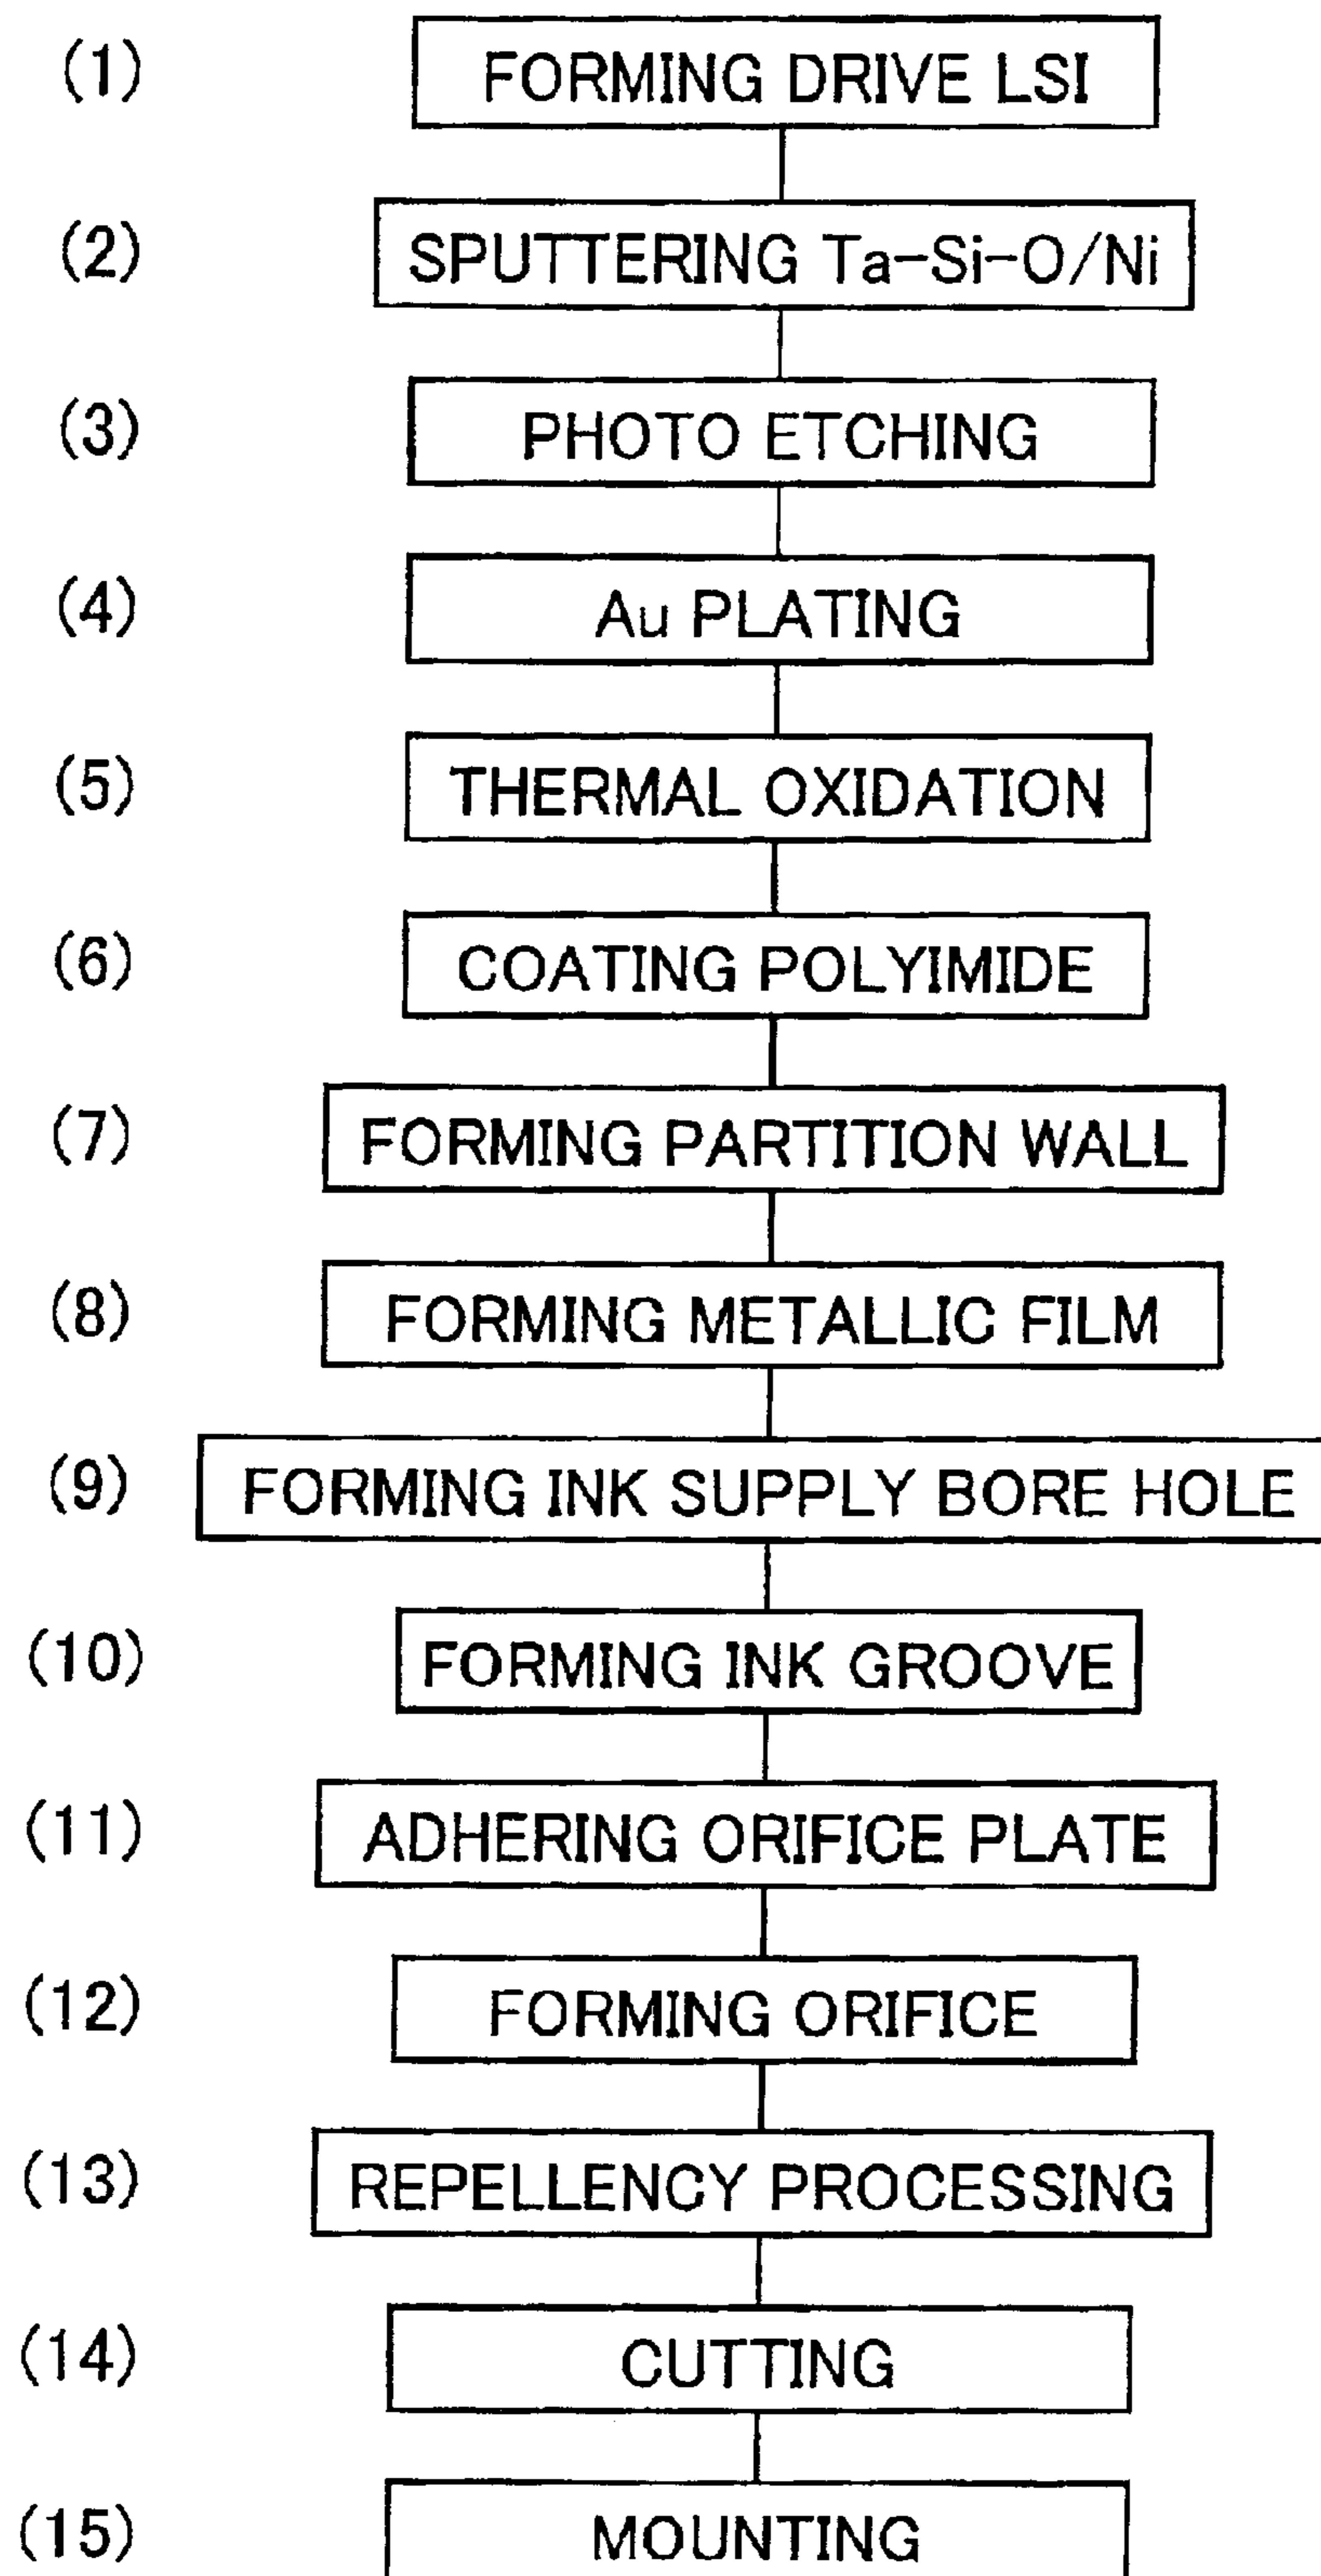 (1) FORMING DRIVE LSI
(2) SPUTTERING Ta-Si-O/Ni
(3) PHOTO ETCHING
(4) Au PLATING
(5) THERMAL OXIDATION
(6) COATING POLYIMIDE
(7) FORMING PARTITION WALL
(8) FORMING METALLIC FILM
(9) FORMING INK SUPPLY BORE HOLE
(10) FORMING INK GROOVE
(11) ADHERING ORIFICE PLATE
(12) FORMING ORIFICE
(13) REPELLENCY PROCESSING
(14) CUTTING
(15) MOUNTING